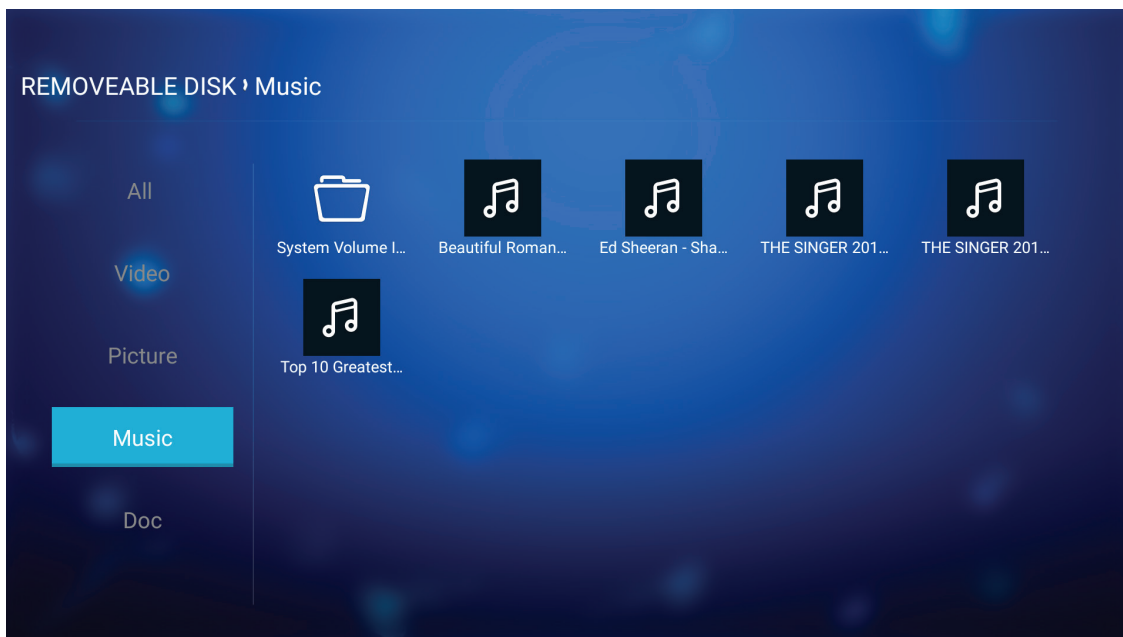 REMOVEABLE DISK Music
All
Video
Picture
Music
Doc
System Volume I...
Beautiful Roman...
Ed Sheeran - Sha...
THE SINGER 201...
THE SINGER 201...
Top 10 Greatest...